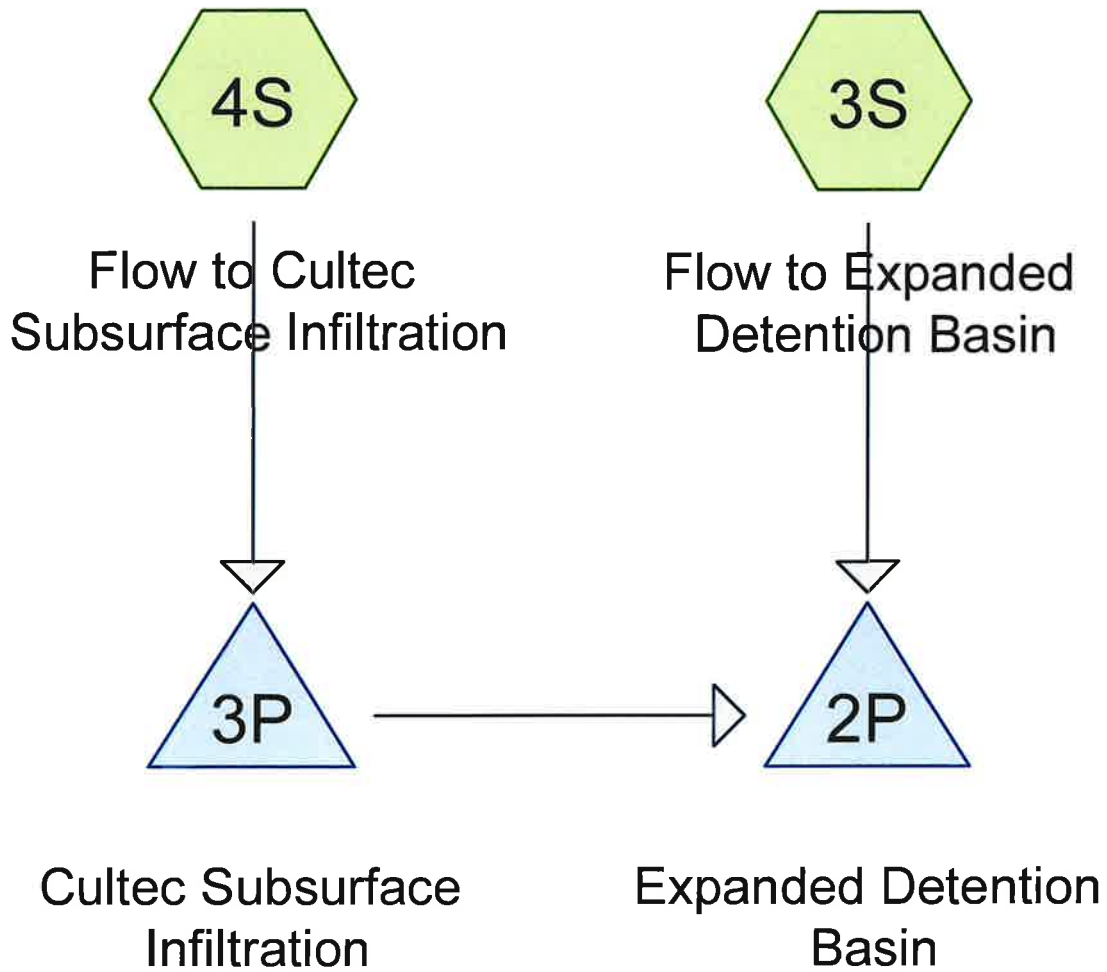 4S
Flow to Cultec
Subsurface Infiltration
3S
Flow to Expanded
Detention Basin
3P
Cultec Subsurface
Infiltration
2P
Expanded Detention
Basin